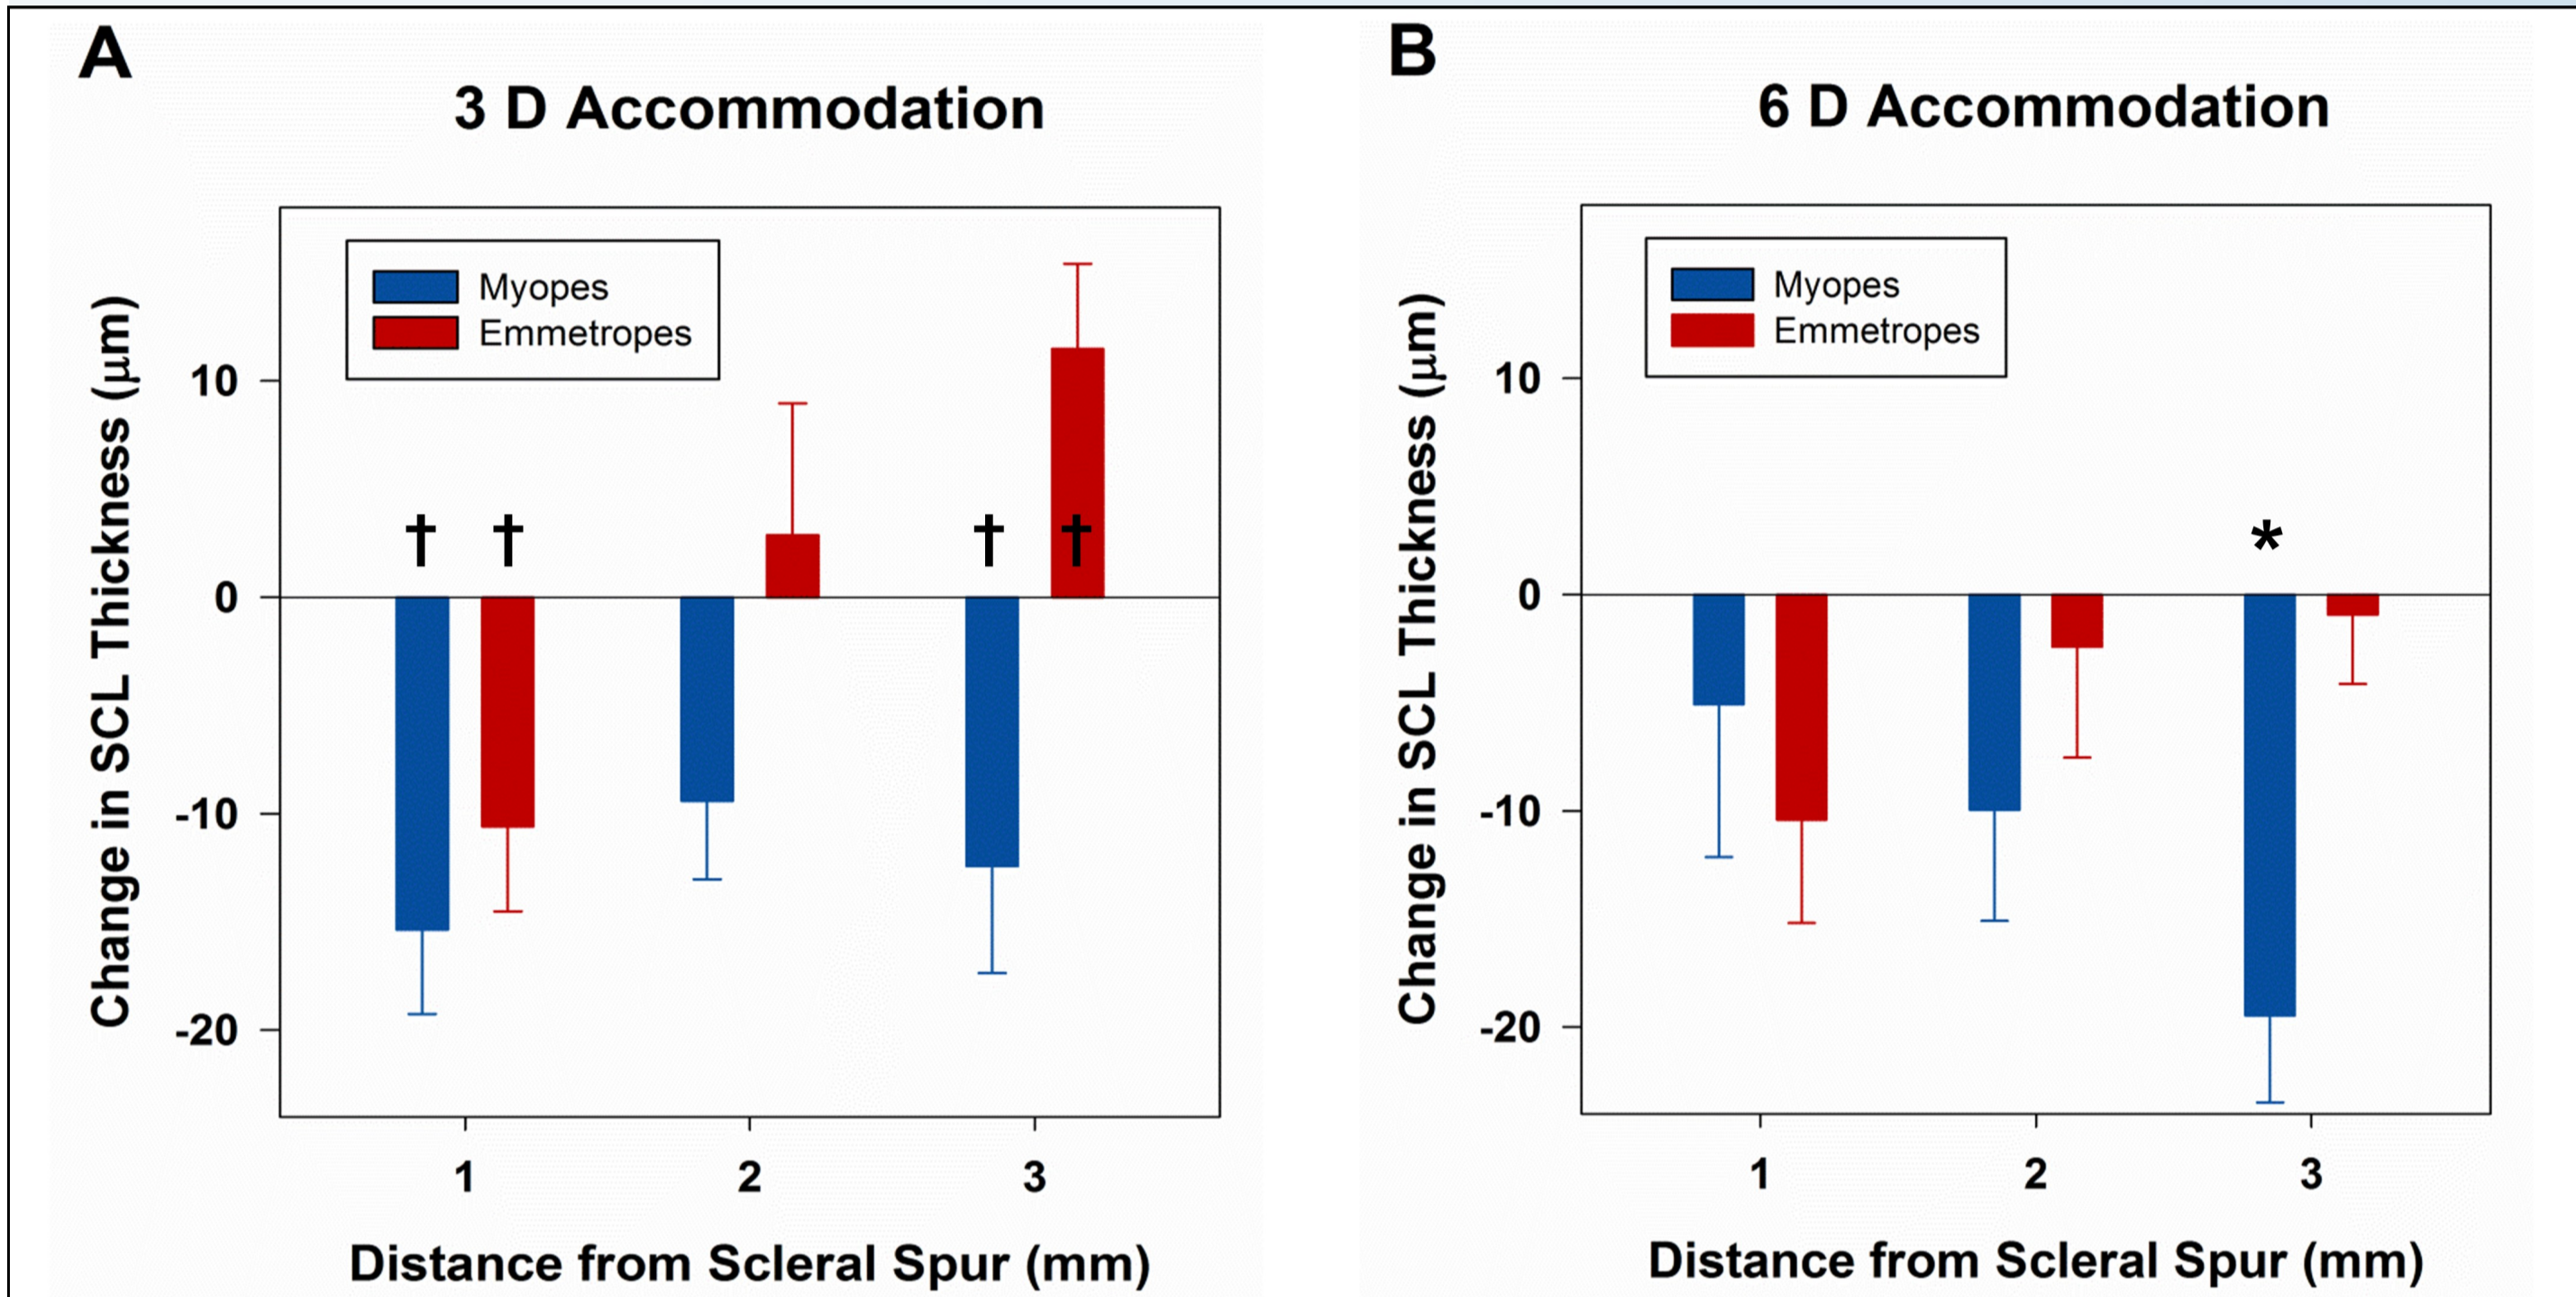 A
3 D Accommodation
Myopes
Emmetropes
Change in SCL Thickness (μm)
10
0
-10
-20
† † † †
1 2 3
Distance from Scleral Spur (mm)
B
6 D Accommodation
Myopes
Emmetropes
Change in SCL Thickness (μm)
10
0
-10
-20
*
1 2 3
Distance from Scleral Spur (mm)